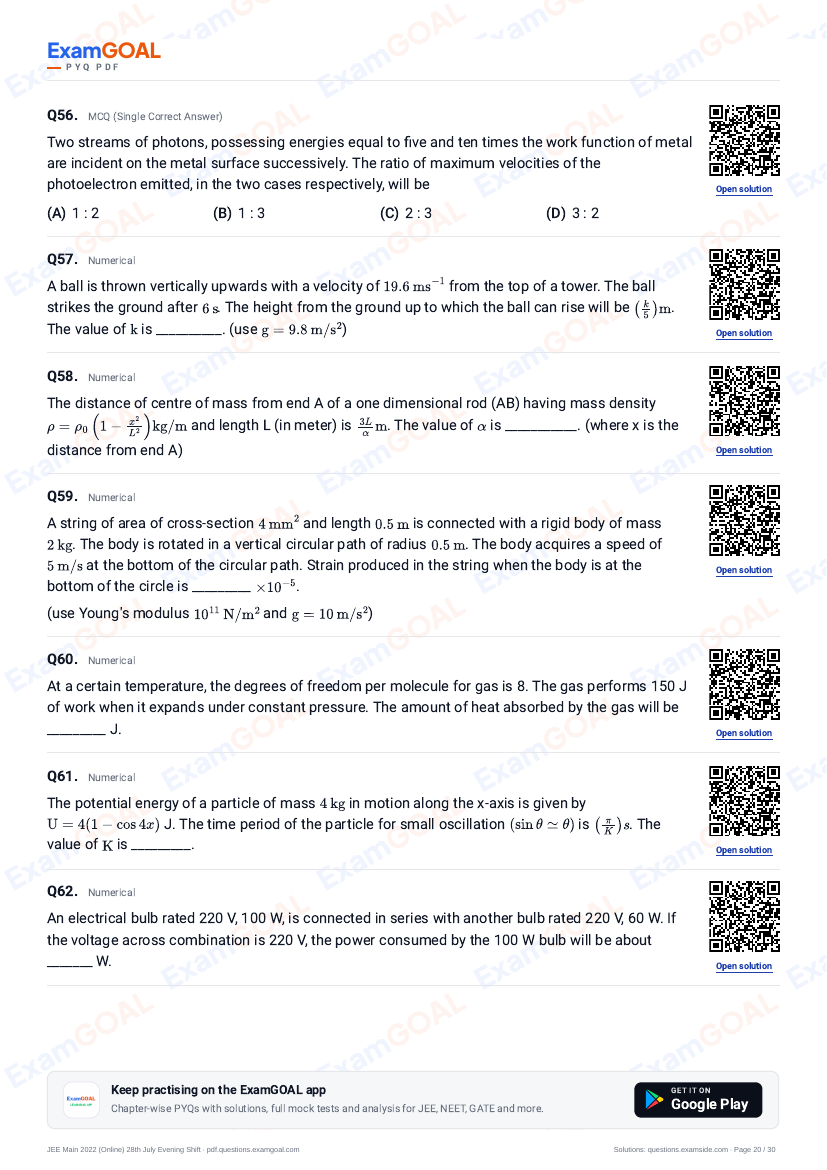 ExamGOAL
PYQ PDF
Q56. MCQ (Single Correct Answer)
Two streams of photons, possessing energies equal to five and ten times the work function of metal
are incident on the metal surface successively. The ratio of maximum velocities of the
photoelectron emitted, in the two cases respectively, will be
(A) 1 : 2 (B) 1 : 3 (C) 2 : 3 (D) 3 : 2
Open solution
Q57. Numerical
A ball is thrown vertically upwards with a velocity of 19.6 ms⁻¹ from the top of a tower. The ball
strikes the ground after 6 s. The height from the ground up to which the ball can rise will be (k/5)m.
The value of k is __________. (use g = 9.8 m/s²)
Open solution
Q58. Numerical
The distance of centre of mass from end A of a one dimensional rod (AB) having mass density
ρ = ρ₀ (1 − x²/L²) kg/m and length L (in meter) is 3L/α m. The value of α is ___________. (where x is the
distance from end A)
Open solution
Q59. Numerical
A string of area of cross-section 4 mm² and length 0.5 m is connected with a rigid body of mass
2 kg. The body is rotated in a vertical circular path of radius 0.5 m. The body acquires a speed of
5 m/s at the bottom of the circular path. Strain produced in the string when the body is at the
bottom of the circle is _________ ×10⁻⁵.
(use Young's modulus 10¹¹ N/m² and g = 10 m/s²)
Open solution
Q60. Numerical
At a certain temperature, the degrees of freedom per molecule for gas is 8. The gas performs 150 J
of work when it expands under constant pressure. The amount of heat absorbed by the gas will be
_________ J.
Open solution
Q61. Numerical
The potential energy of a particle of mass 4 kg in motion along the x-axis is given by
U = 4(1 − cos 4x) J. The time period of the particle for small oscillation (sin θ ≃ θ) is (π/K)s. The
value of K is _________.
Open solution
Q62. Numerical
An electrical bulb rated 220 V, 100 W, is connected in series with another bulb rated 220 V, 60 W. If
the voltage across combination is 220 V, the power consumed by the 100 W bulb will be about
_______ W.
Open solution
ExamGOAL
Keep practising on the ExamGOAL app
Chapter-wise PYQs with solutions, full mock tests and analysis for JEE, NEET, GATE and more.
GET IT ON
Google Play
JEE Main 2022 (Online) 28th July Evening Shift · pdf.questions.examgoal.com
Solutions: questions.examside.com · Page 20 / 30